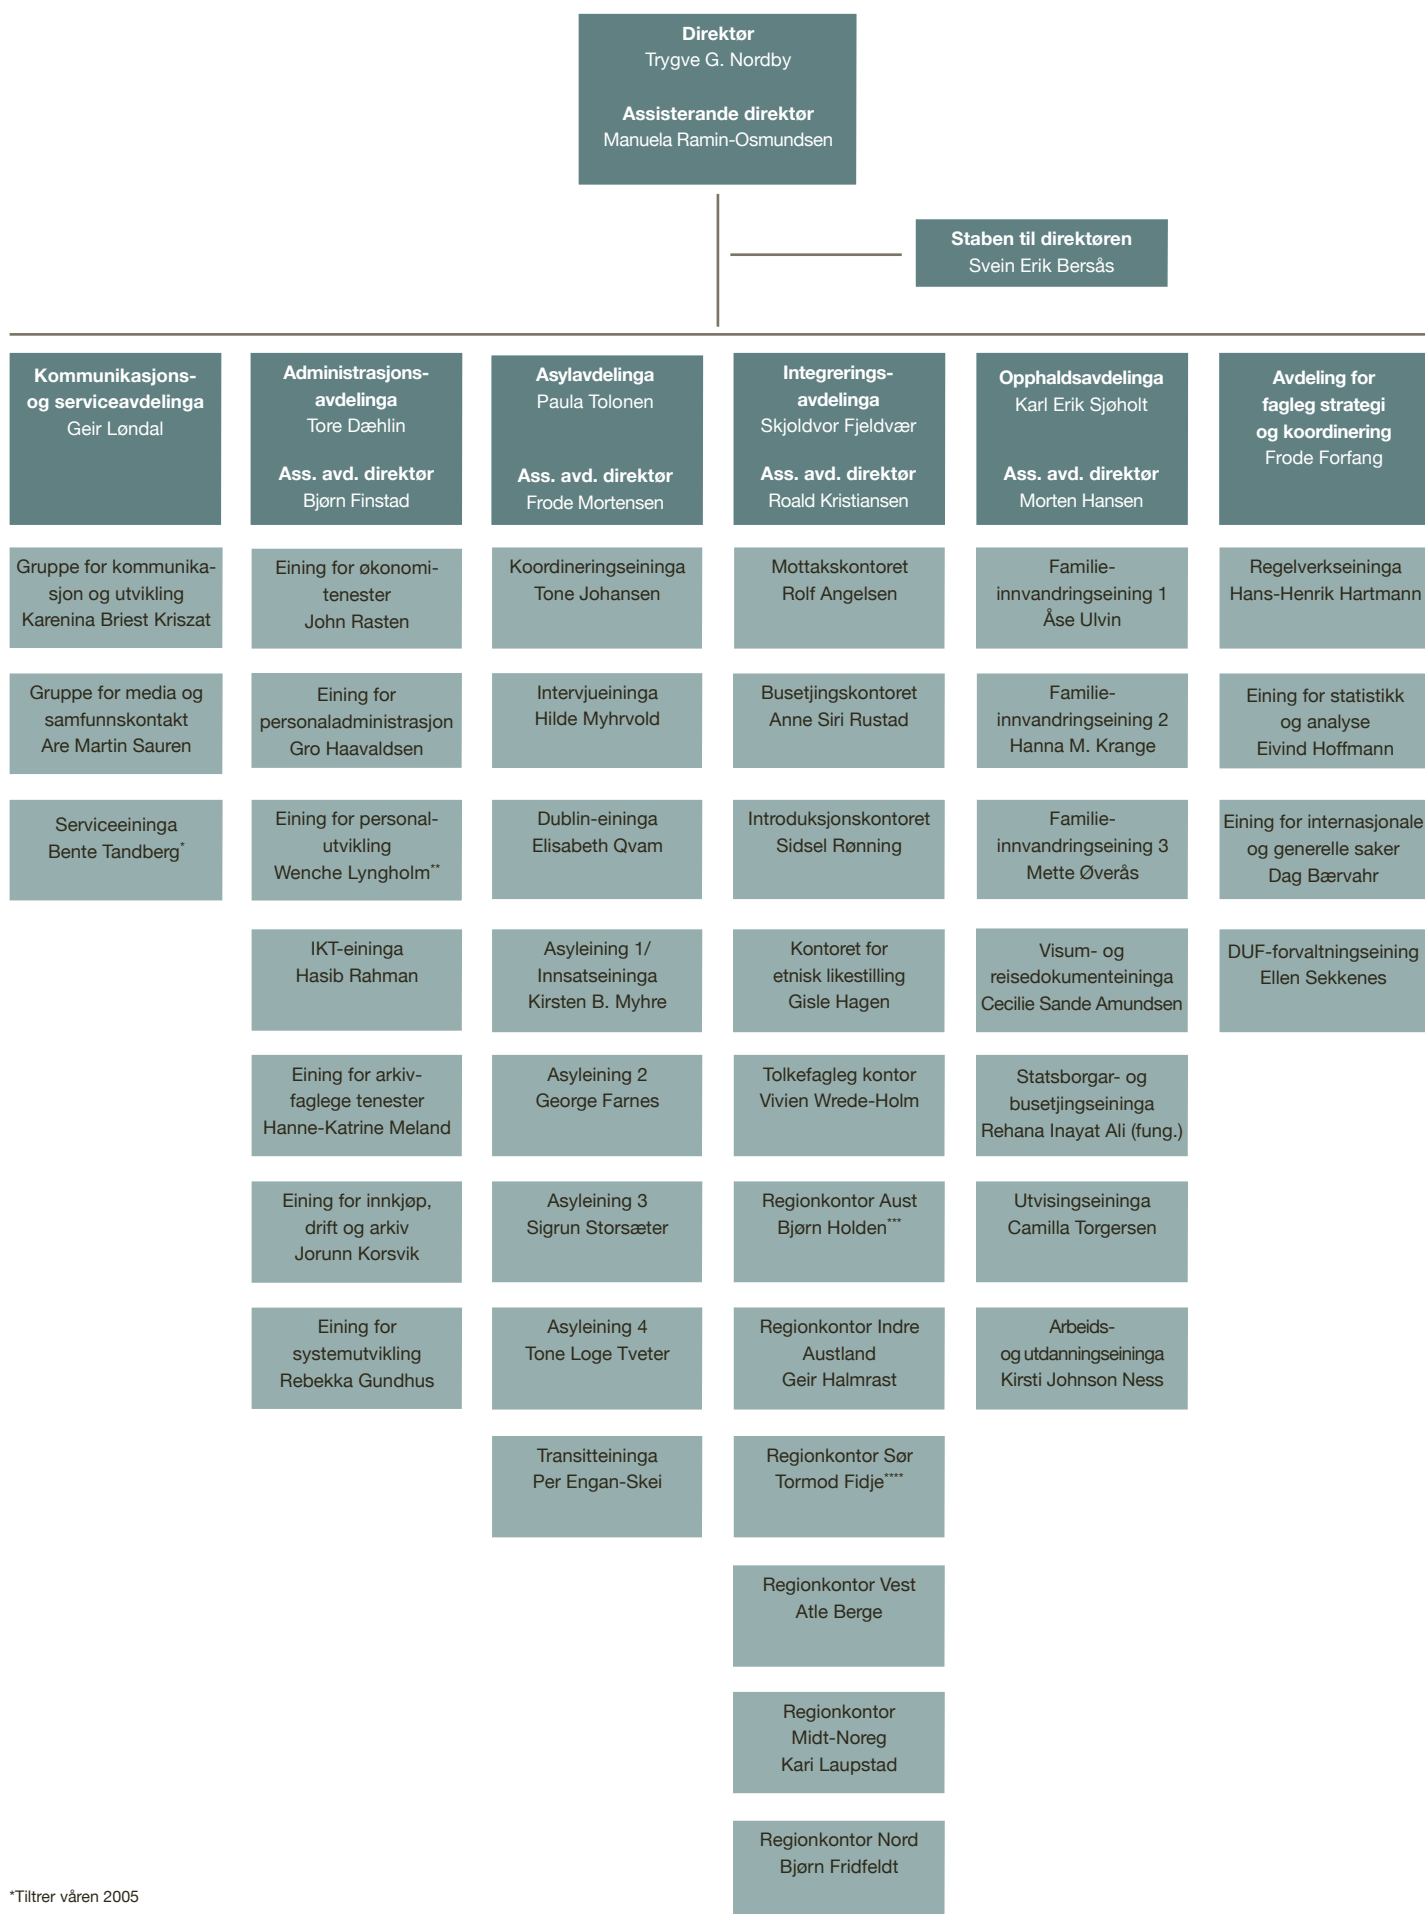 Direktør
Trygve G. Nordby
Assisterande direktør
Manuela Ramin-Osmundsen
Staben til direktøren
Svein Erik Bersås
Kommunikasjons-
og serviceavdelinga
Geir Løndal
Gruppe for kommunika-
sjon og utvikling
Karenina Briest Kriszat
Gruppe for media og
samfunnskontakt
Are Martin Sauren
Serviceeininga
Bente Tandberg*
Administrasjons-
avdelinga
Tore Dæhlin
Ass. avd. direktør
Bjørn Finstad
Eining for økonomi-
tenester
John Rasten
Eining for
personaladministrasjon
Gro Haavaldsen
Eining for personal-
utvikling
Wenche Lyngholm**
IKT-eininga
Hasib Rahman
Eining for arkiv-
faglege tenester
Hanne-Katrine Meland
Eining for innkjøp,
drift og arkiv
Jorunn Korsvik
Eining for
systemutvikling
Rebekka Gundhus
Asylavdelinga
Paula Tolonen
Ass. avd. direktør
Frode Mortensen
Koordineringseininga
Tone Johansen
Intervjueininga
Hilde Myhrvold
Dublin-eininga
Elisabeth Qvam
Asyleining 1/
Innsatseininga
Kirsten B. Myhre
Asyleining 2
George Farnes
Asyleining 3
Sigrun Storsæter
Asyleining 4
Tone Loge Tveter
Transitteininga
Per Engan-Skei
Integrerings-
avdelinga
Skjoldvor Fjeldvær
Ass. avd. direktør
Roald Kristiansen
Mottakskontoret
Rolf Angelsen
Busetjingskontoret
Anne Siri Rustad
Introduksjonskontoret
Sidsel Rønning
Kontoret for
etnisk likestilling
Gisle Hagen
Tolkefagleg kontor
Vivien Wrede-Holm
Regionkontor Aust
Bjørn Holden***
Regionkontor Indre
Austland
Geir Halmrast
Regionkontor Sør
Tormod Fidje****
Regionkontor Vest
Atle Berge
Regionkontor
Midt-Noreg
Kari Laupstad
Regionkontor Nord
Bjørn Fridfeldt
Opphaldsavdelinga
Karl Erik Sjøholt
Ass. avd. direktør
Morten Hansen
Familie-
innvandringseining 1
Åse Ulvin
Familie-
innvandringseining 2
Hanna M. Krange
Familie-
innvandringseining 3
Mette Øverås
Visum- og
reisedokumenteininga
Cecilie Sande Amundsen
Statsborgar- og
busetjingseininga
Rehana Inayat Ali (fung.)
Utvisingseininga
Camilla Torgersen
Arbeids-
og utdanningseininga
Kirsti Johnson Ness
Avdeling for
fagleg strategi
og koordinering
Frode Forfang
Regelverkseininga
Hans-Henrik Hartmann
Eining for statistikk
og analyse
Eivind Hoffmann
Eining for internasjonale
og generelle saker
Dag Bærvahr
DUF-forvaltningseining
Ellen Sekkenes
*Tiltrer våren 2005